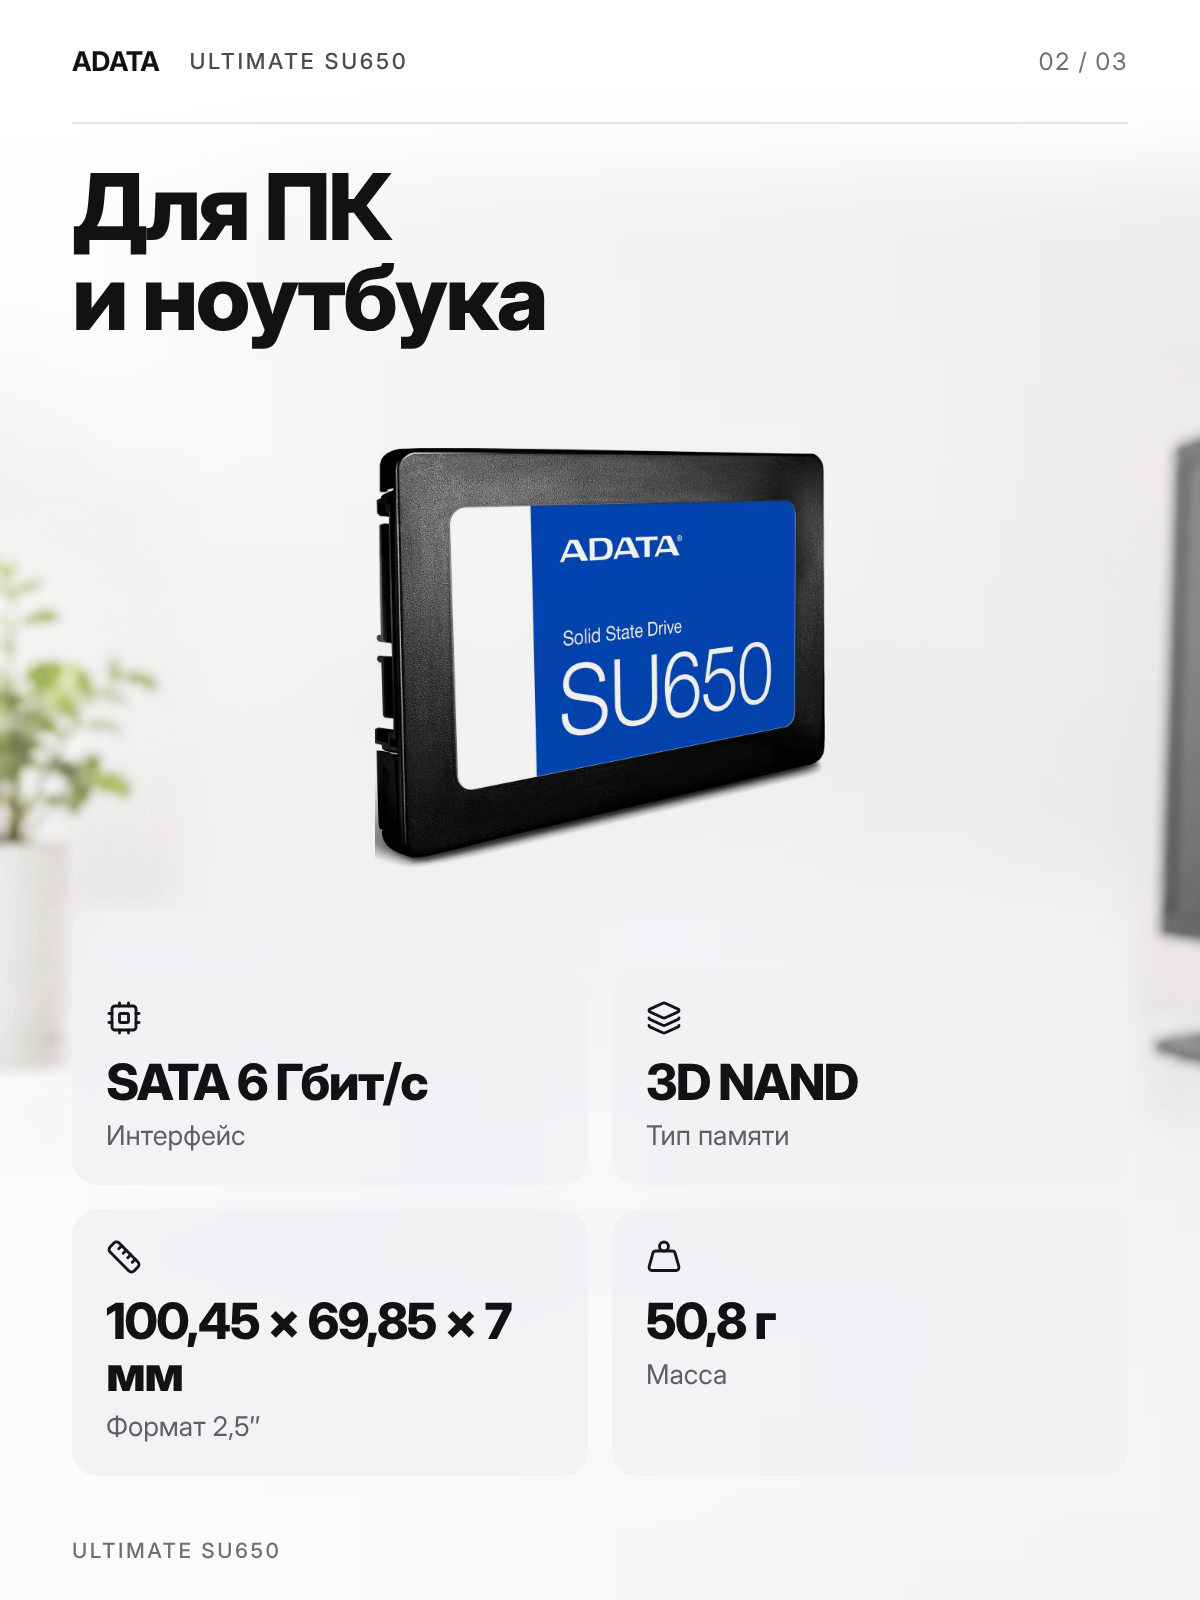 ADATA ULTIMATE SU650 02 / 03
Для ПК
и ноутбука
ADATA®
Solid State Drive
SU650
SATA 6 Гбит/с
Интерфейс
3D NAND
Тип памяти
100,45 × 69,85 × 7
мм
Формат 2,5″
50,8 г
Масса
ULTIMATE SU650